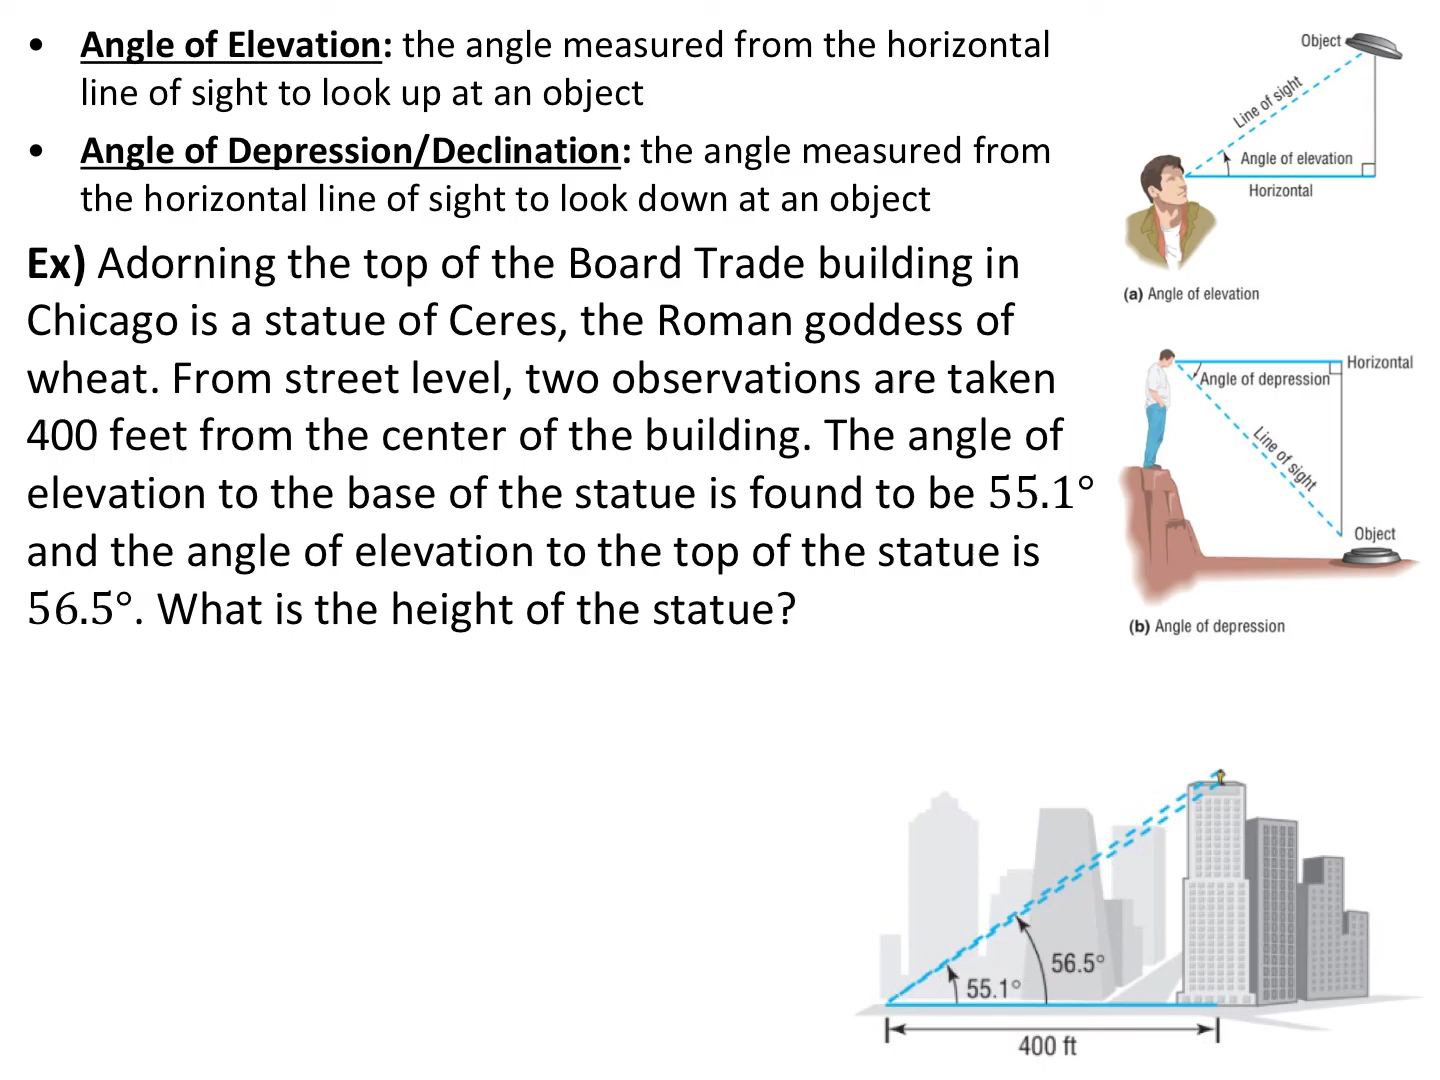 • Angle of Elevation: the angle measured from the horizontal
line of sight to look up at an object
• Angle of Depression/Declination: the angle measured from
the horizontal line of sight to look down at an object
Ex) Adorning the top of the Board Trade building in
Chicago is a statue of Ceres, the Roman goddess of
wheat. From street level, two observations are taken
400 feet from the center of the building. The angle of
elevation to the base of the statue is found to be 55.1°
and the angle of elevation to the top of the statue is
56.5°. What is the height of the statue?
Object
Line of sight
Angle of elevation
Horizontal
(a) Angle of elevation
Horizontal
Angle of depression
Line of sight
Object
(b) Angle of depression
56.5°
55.1°
400 ft